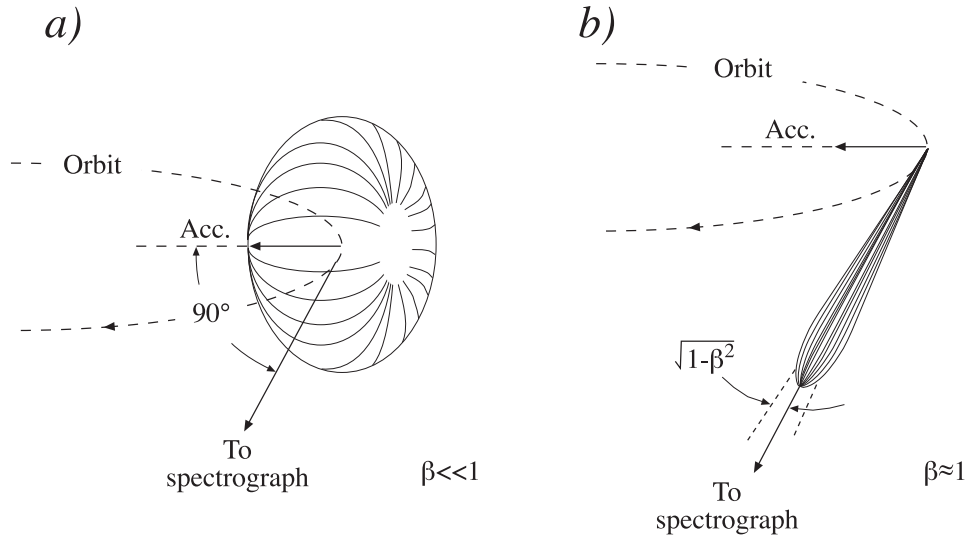 a)
Orbit
Acc.
90°
To
spectrograph
β<<1
b)
Orbit
Acc.
√1-β²
To
spectrograph
β≈1